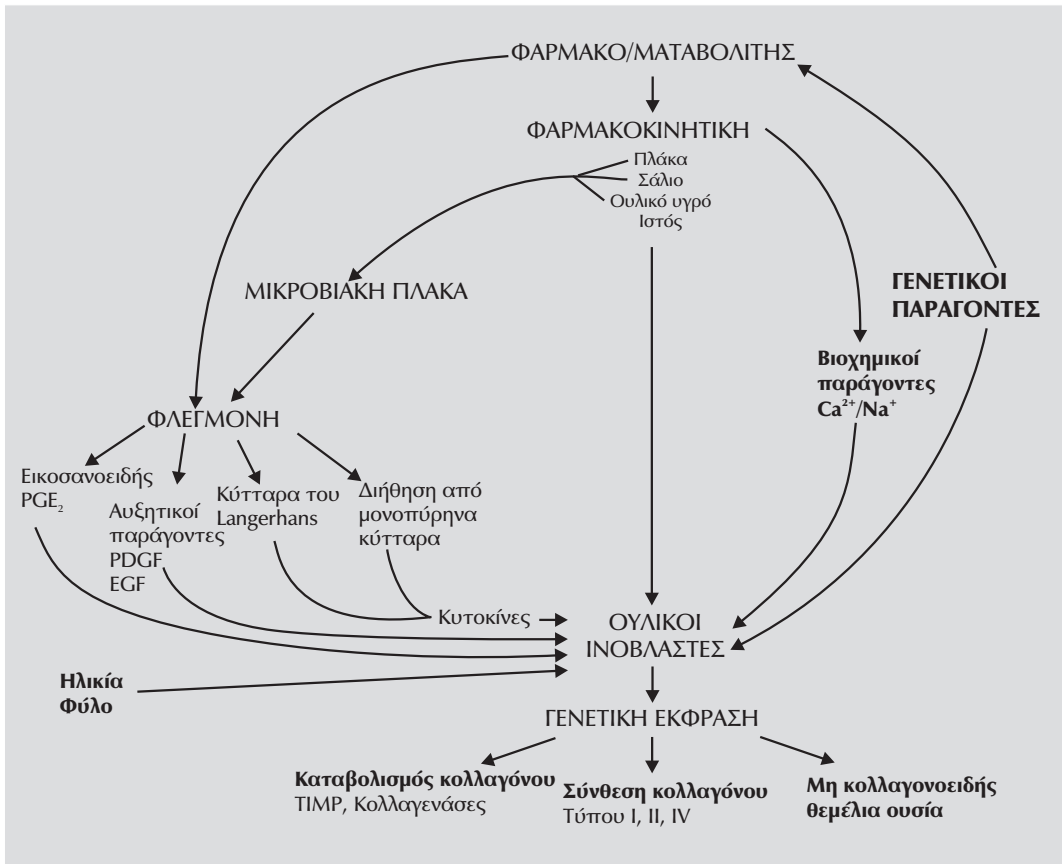 ΦΑΡΜΑΚΟ/ΜΕΤΑΒΟΛΙΤΗΣ
ΦΑΡΜΑΚΟΚΙΝΗΤΙΚΗ
Πλάκα
Σάλιο
Ουλικό υγρό
Ιστός
ΜΙΚΡΟΒΙΑΚΗ ΠΛΑΚΑ
ΓΕΝΕΤΙΚΟΙ
ΠΑΡΑΓΟΝΤΕΣ
Βιοχημικοί
παράγοντες
Ca²⁺/Na⁺
ΦΛΕΓΜΟΝΗ
Εικοσανοειδής
PGE₂
Αυξητικοί
παράγοντες
PDGF
EGF
Κύτταρα του
Langerhans
Διήθηση από
μονοπύρηνα
κύτταρα
Κυτοκίνες
ΟΥΛΙΚΟΙ
ΙΝΟΒΛΑΣΤΕΣ
Ηλικία
Φύλο
ΓΕΝΕΤΙΚΗ ΕΚΦΡΑΣΗ
Καταβολισμός κολλαγόνου
TIMP, Κολλαγενάσες
Σύνθεση κολλαγόνου
Τύπου I, II, IV
Μη κολλαγονοειδής
θεμέλια ουσία